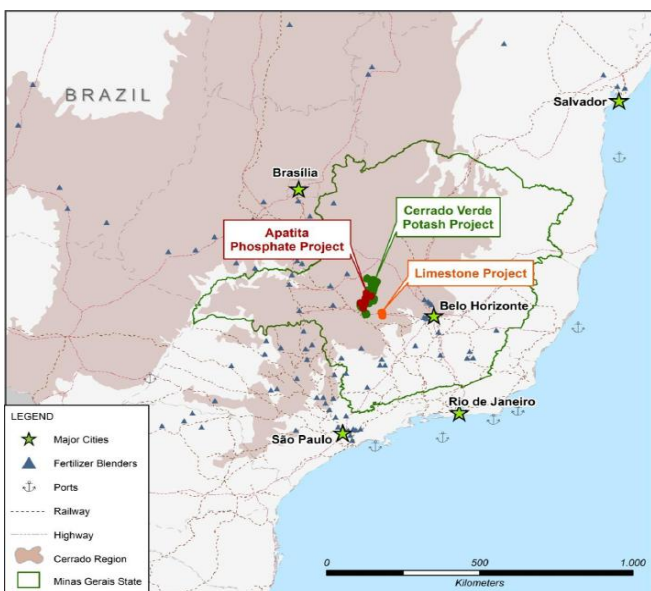 BRAZIL
Salvador
Brasília
Cerrado Verde
Potash Project
Apatita
Phosphate Project
Limestone Project
Belo Horizonte
Rio de Janeiro
São Paulo
LEGEND
Major Cities
Fertilizer Blenders
Ports
Railway
Highway
Cerrado Region
Minas Gerais State
0 500 1.000
Kilometers